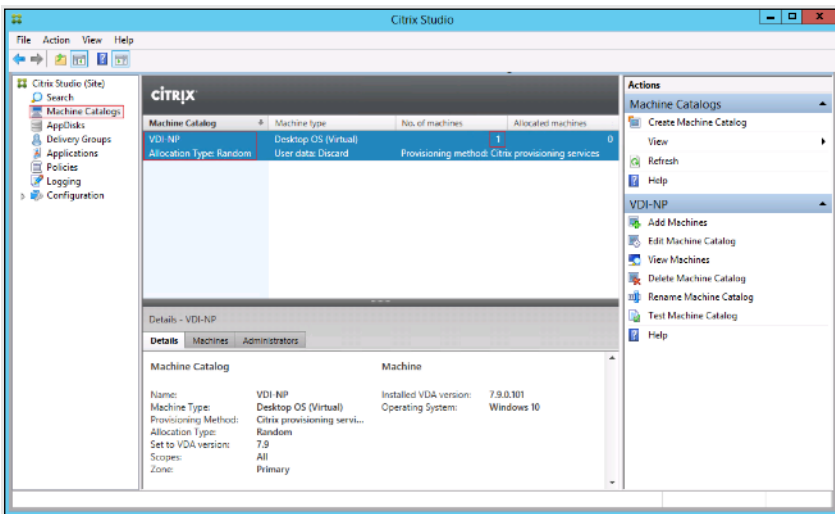 Citrix Studio
File Action View Help
Citrix Studio (Site)
Search
Machine Catalogs
AppDisks
Delivery Groups
Applications
Policies
Logging
Configuration
CITRIX
Machine Catalog Machine type No. of machines Allocated machines
VDI-NP Desktop OS (Virtual) 1 0
Allocation Type: Random User data: Discard Provisioning method: Citrix provisioning services
Details - VDI-NP
Details Machines Administrators
Machine Catalog Machine
Name: VDI-NP Installed VDA version: 7.9.0.101
Machine Type: Desktop OS (Virtual) Operating System: Windows 10
Provisioning Method: Citrix provisioning servi...
Allocation Type: Random
Set to VDA version: 7.9
Scopes: All
Zone: Primary
Actions
Machine Catalogs
Create Machine Catalog
View
Refresh
Help
VDI-NP
Add Machines
Edit Machine Catalog
View Machines
Delete Machine Catalog
Rename Machine Catalog
Test Machine Catalog
Help